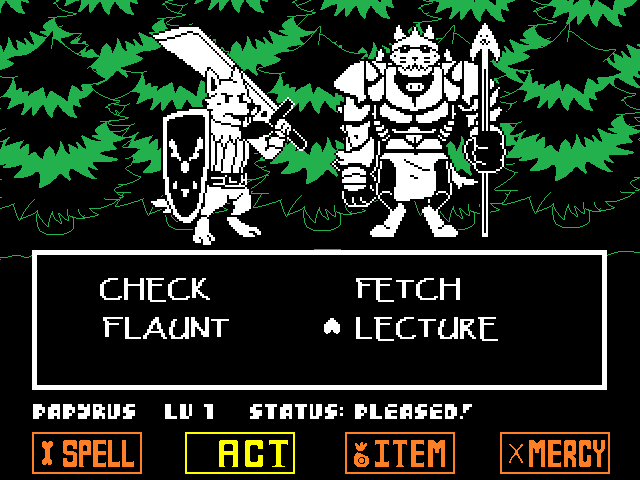 CHECK FETCH
FLAUNT LECTURE
PAPYRUS LV 1 STATUS: PLEASED!
SPELL ACT ITEM MERCY